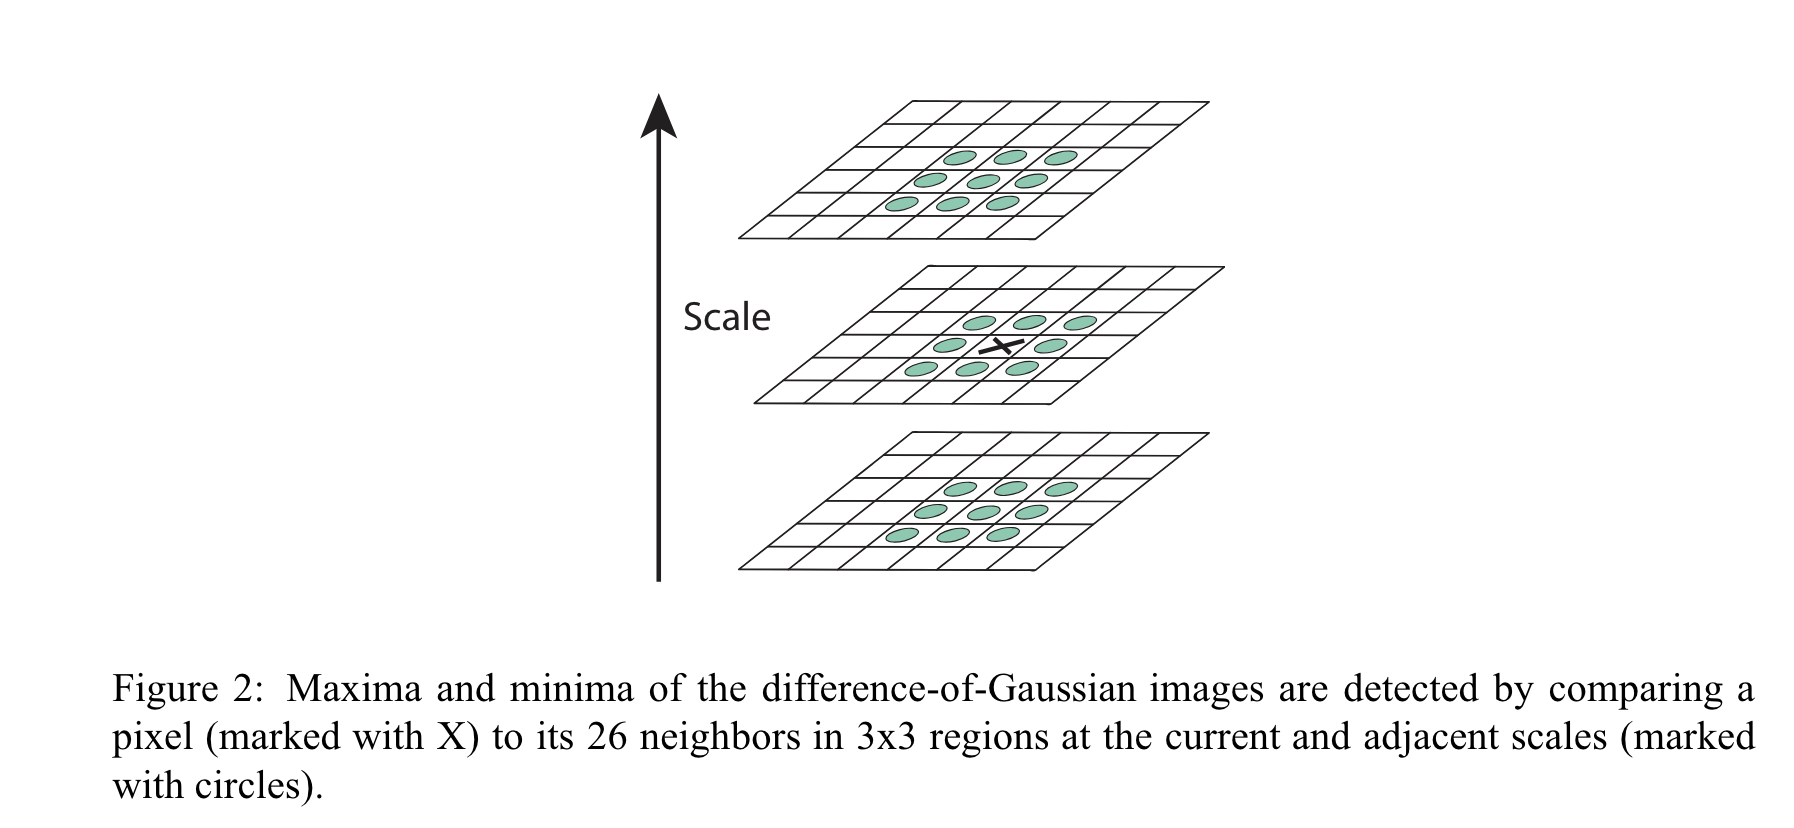 Scale
Figure 2: Maxima and minima of the difference-of-Gaussian images are detected by comparing a
pixel (marked with X) to its 26 neighbors in 3x3 regions at the current and adjacent scales (marked
with circles).